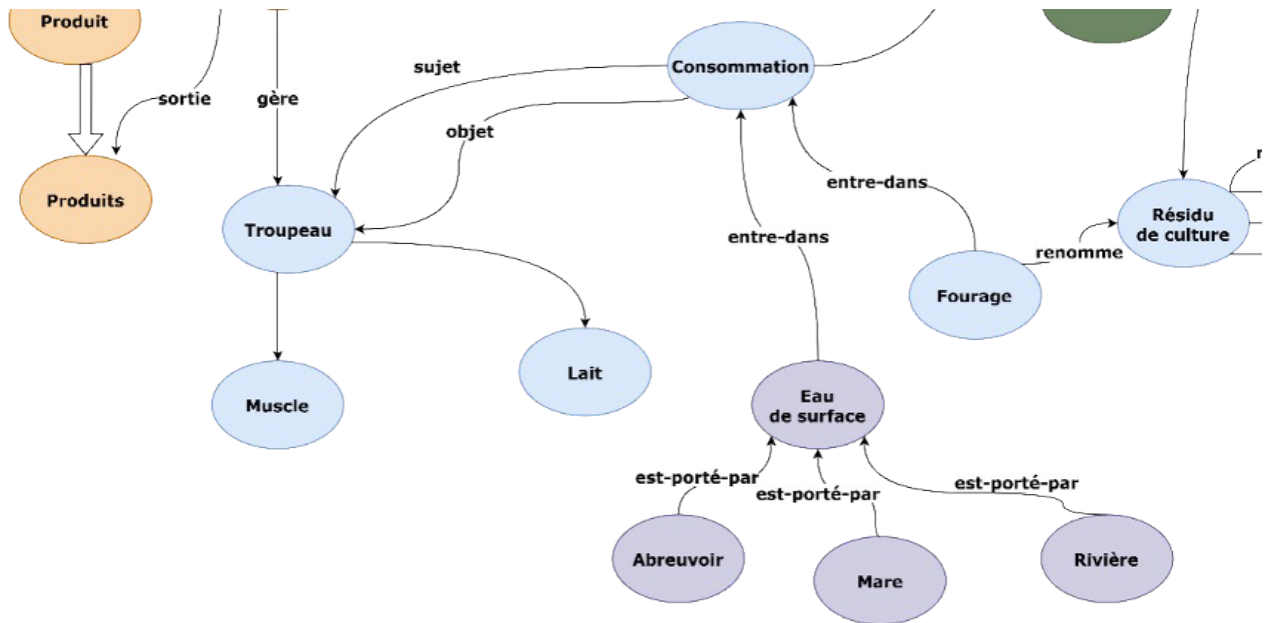 Produit
Consommation
sujet
sortie
gère
objet
entre-dans
Produits
Troupeau
Résidu
de culture
entre-dans
renomme
Fourage
Lait
Muscle
Eau
de surface
est-porté-par
est-porté-par
est-porté-par
Abreuvoir
Mare
Rivière